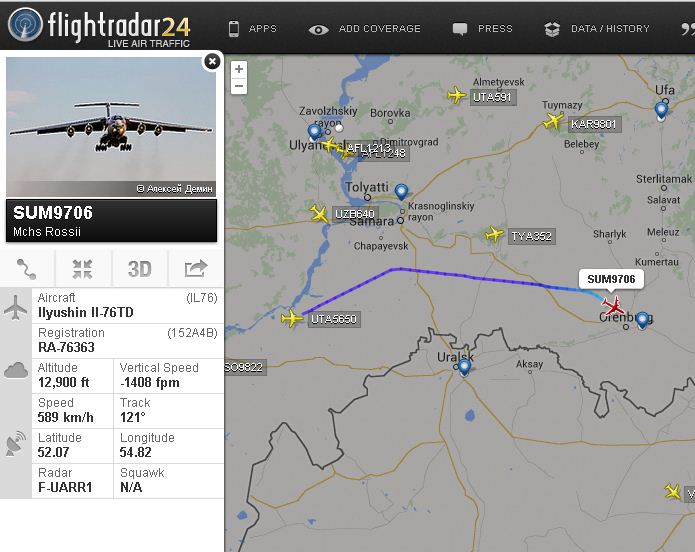 flightradar24
LIVE AIR TRAFFIC
APPS
ADD COVERAGE
PRESS
DATA / HISTORY
© Алексей Демин
SUM9706
Mchs Rossii
3D
Aircraft (IL76)
Ilyushin Il-76TD
Registration (152A4B)
RA-76363
Altitude Vertical Speed
12,900 ft -1408 fpm
Speed Track
589 km/h 121°
Latitude Longitude
52.07 54.82
Radar Squawk
F-UARR1 N/A
+
−
Almetyevsk
UTA591
Ufa
Zavolzhskiy
rayon
Borovka
Tuymazy
KAR9801
Dimitrovgrad
AFL1213
AFL1248
Belebey
Tolyatti
Sterlitamak
Salavat
Krasnoglinskiy
rayon
UZB640
Samara
TYA352
Sharlyk
Meleuz
Chapayevsk
Kumertau
SUM9706
UTA5650
Orenburg
Uralsk
Aksay
SO9822
V